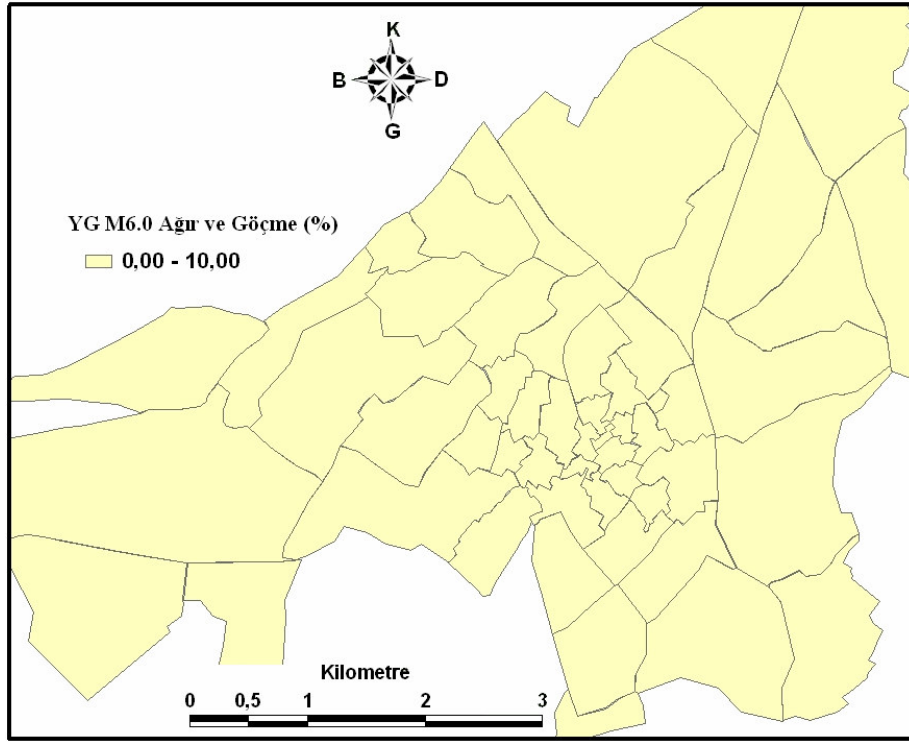 K
B D
G
YG M6.0 Ağır ve Göçme (%)
0,00 - 10,00
Kilometre
0 0,5 1 2 3